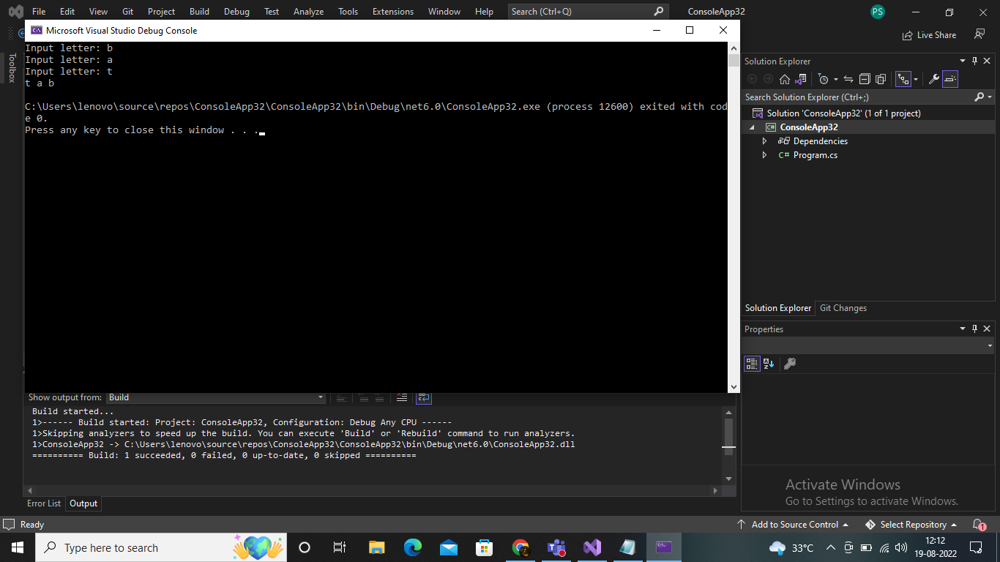 File Edit View Git Project Build Debug Test Analyze Tools Extensions Window Help Search (Ctrl+Q) ConsoleApp32 PS
Microsoft Visual Studio Debug Console
Live Share
Toolbox
Input letter: b
Input letter: a
Input letter: t
t a b
C:\Users\lenovo\source\repos\ConsoleApp32\ConsoleApp32\bin\Debug\net6.0\ConsoleApp32.exe (process 12600) exited with cod
e 0.
Press any key to close this window . . .
Solution Explorer
Search Solution Explorer (Ctrl+;)
Solution 'ConsoleApp32' (1 of 1 project)
C# ConsoleApp32
Dependencies
C# Program.cs
Solution Explorer Git Changes
Properties
Show output from: Build
Build started...
1>------ Build started: Project: ConsoleApp32, Configuration: Debug Any CPU ------
1>Skipping analyzers to speed up the build. You can execute 'Build' or 'Rebuild' command to run analyzers.
1>ConsoleApp32 -> C:\Users\lenovo\source\repos\ConsoleApp32\ConsoleApp32\bin\Debug\net6.0\ConsoleApp32.dll
========== Build: 1 succeeded, 0 failed, 0 up-to-date, 0 skipped ==========
Error List Output
Activate Windows
Go to Settings to activate Windows.
Ready
Add to Source Control Select Repository 1
Type here to search
33°C
12:12
19-08-2022